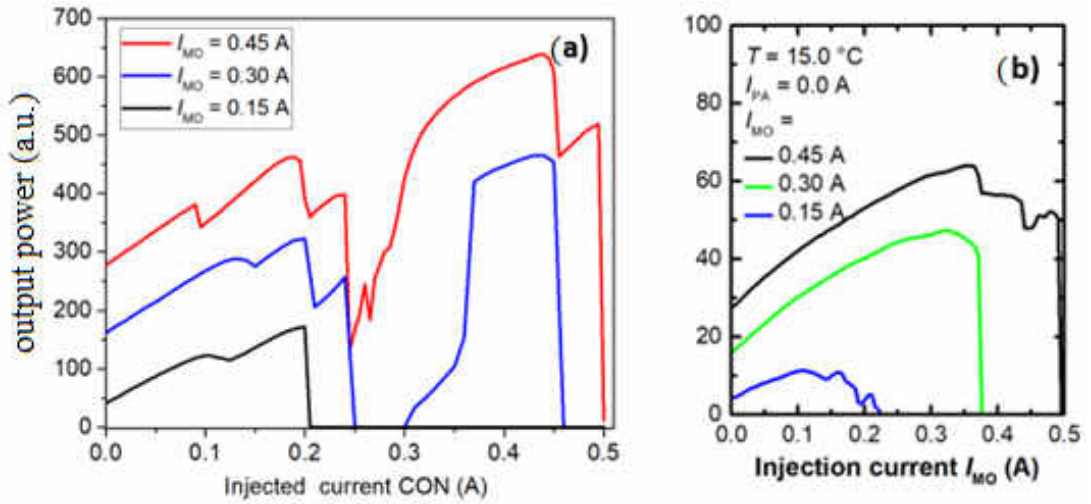 700
600
500
400
300
200
100
0
output power (a.u.)
I_MO = 0.45 A
I_MO = 0.30 A
I_MO = 0.15 A
(a)
0.0 0.1 0.2 0.3 0.4 0.5
Injected current CON (A)
100
80
60
40
20
0
T = 15.0 °C
I_PA = 0.0 A
I_MO =
0.45 A
0.30 A
0.15 A
(b)
0.0 0.1 0.2 0.3 0.4 0.5
Injection current I_MO (A)